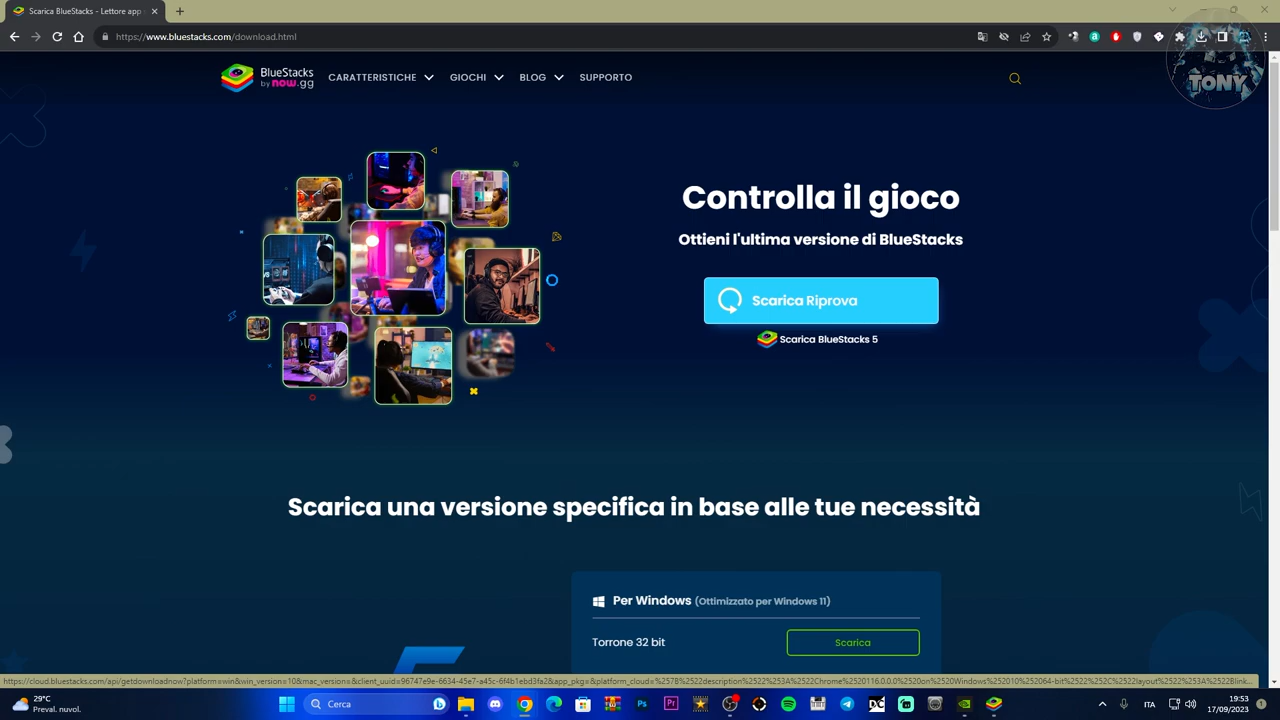 Scarica BlueStacks - Lettore app
https://www.bluestacks.com/download.html
TONY
BlueStacks
by now.gg
CARATTERISTICHE
GIOCHI
BLOG
SUPPORTO
Controlla il gioco
Ottieni l'ultima versione di BlueStacks
Scarica Riprova
Scarica BlueStacks 5
Scarica una versione specifica in base alle tue necessità
Per Windows (Ottimizzato per Windows 11)
Torrone 32 bit
Scarica
29°C
Preval. nuvol.
Cerca
ITA
19:53
17/09/2023